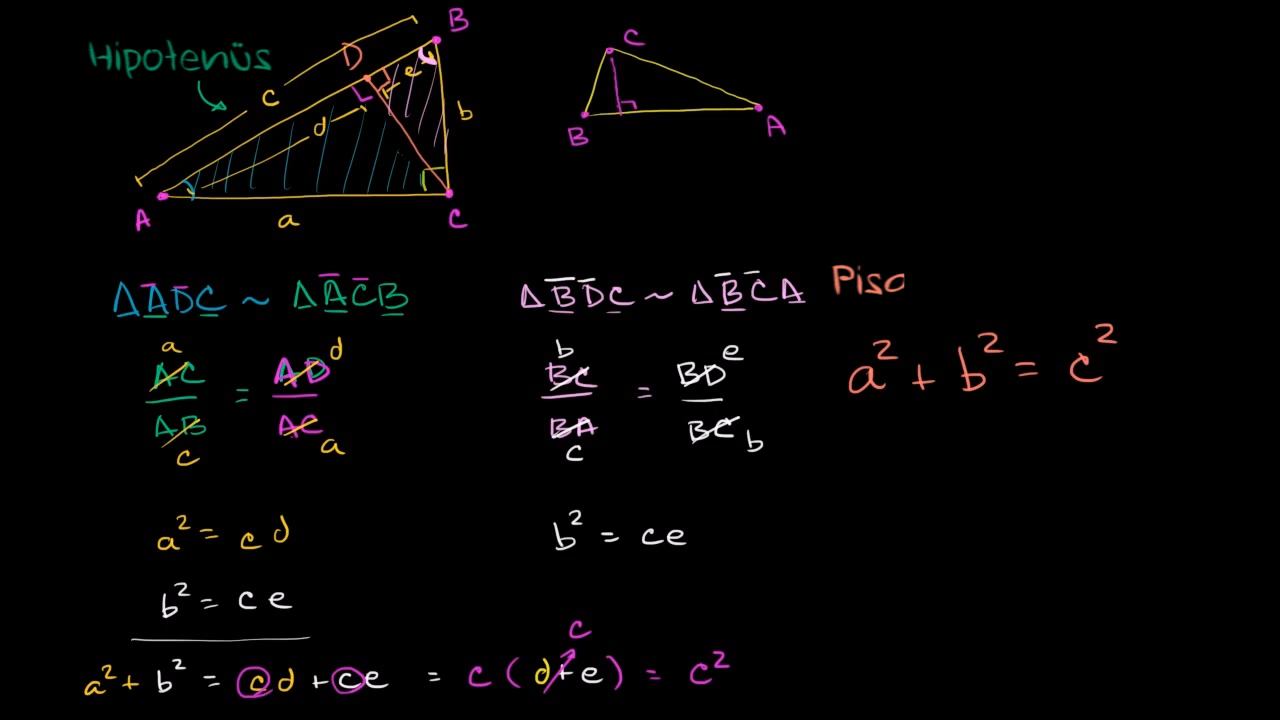 Hipotenüs
B
D
c
e
d
b
A
a
C
C
B
A
ΔADC ~ ΔACB
AC/AB = AD/AC
a d
c a
ΔBDC ~ ΔBCA
BC/BA = BD/BC
b e
c b
Pisa
a² + b² = c²
a² = cd
b² = ce
b² = ce
a² + b² = cd + ce = c(d+e) = c²
c